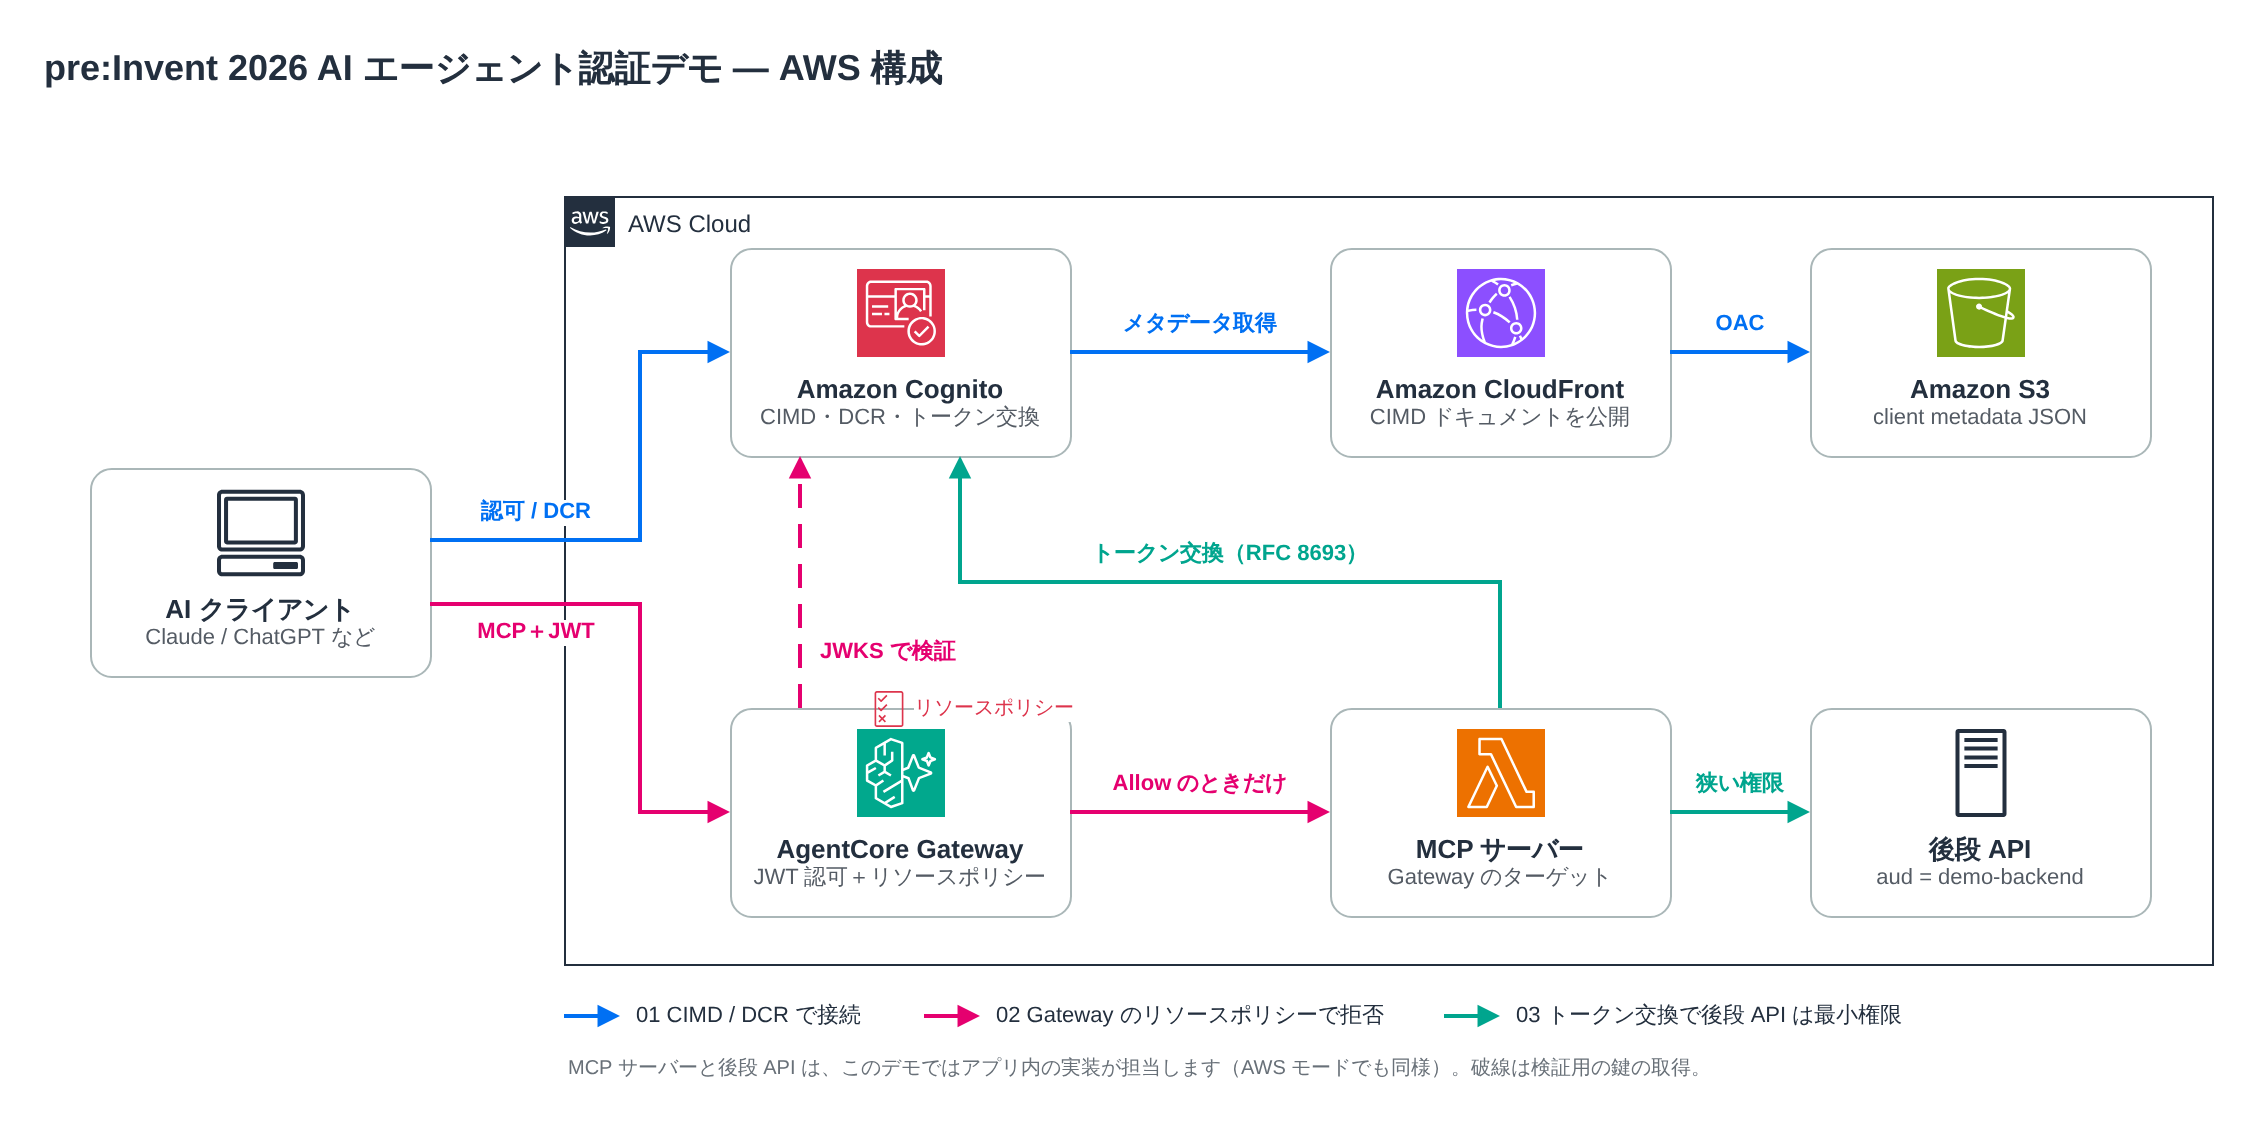 pre:Invent 2026 AI エージェント認証デモ — AWS 構成
aws
AWS Cloud
Amazon Cognito
CIMD・DCR・トークン交換
メタデータ取得
Amazon CloudFront
CIMD ドキュメントを公開
OAC
Amazon S3
client metadata JSON
認可 / DCR
AI クライアント
Claude / ChatGPT など
MCP＋JWT
トークン交換（RFC 8693）
JWKS で検証
リソースポリシー
AgentCore Gateway
JWT 認可＋リソースポリシー
Allow のときだけ
MCP サーバー
Gateway のターゲット
狭い権限
後段 API
aud = demo-backend
01 CIMD / DCR で接続
02 Gateway のリソースポリシーで拒否
03 トークン交換で後段 API は最小権限
MCP サーバーと後段 API は、このデモではアプリ内の実装が担当します（AWS モードでも同様）。破線は検証用の鍵の取得。